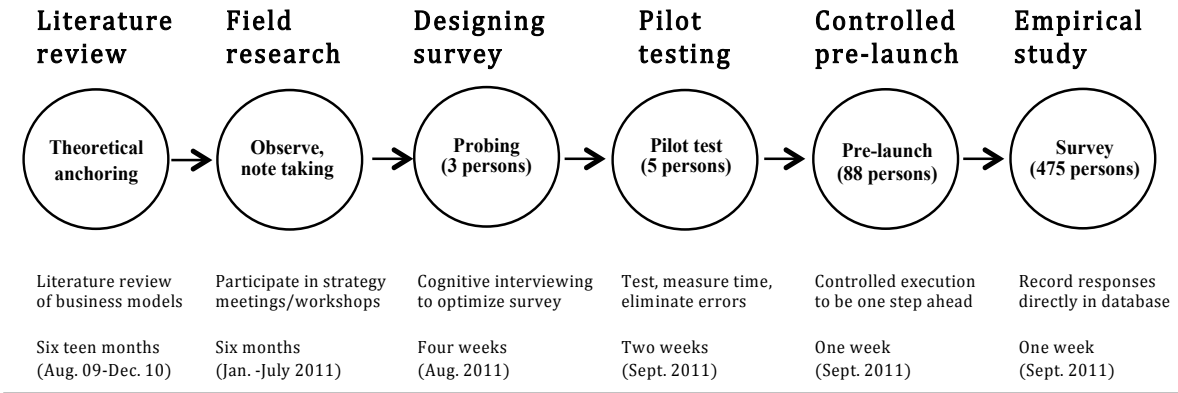 Literature
review
Field
research
Designing
survey
Pilot
testing
Controlled
pre-launch
Empirical
study
Theoretical
anchoring
Observe,
note taking
Probing
(3 persons)
Pilot test
(5 persons)
Pre-launch
(88 persons)
Survey
(475 persons)
Literature review
of business models
Participate in strategy
meetings/workshops
Cognitive interviewing
to optimize survey
Test, measure time,
eliminate errors
Controlled execution
to be one step ahead
Record responses
directly in database
Six teen months
(Aug. 09-Dec. 10)
Six months
(Jan. -July 2011)
Four weeks
(Aug. 2011)
Two weeks
(Sept. 2011)
One week
(Sept. 2011)
One week
(Sept. 2011)